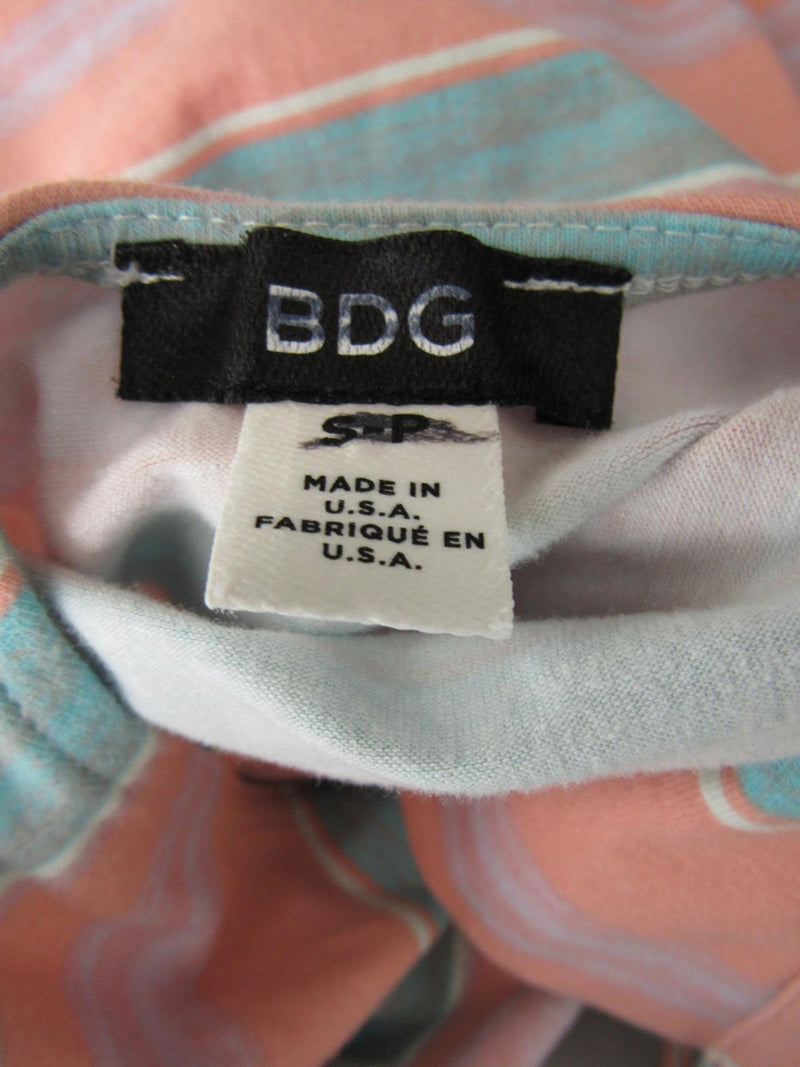 BDG
S-P
MADE IN
U.S.A.
FABRIQUÉ EN
U.S.A.